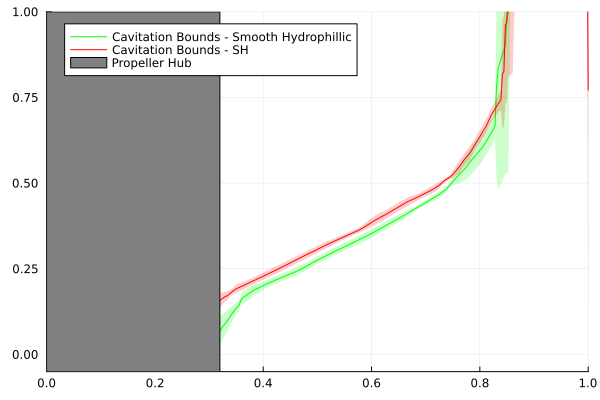 1.00
Cavitation Bounds - Smooth Hydrophillic
Cavitation Bounds - SH
Propeller Hub
0.75
0.50
0.25
0.00
0.0 0.2 0.4 0.6 0.8 1.0